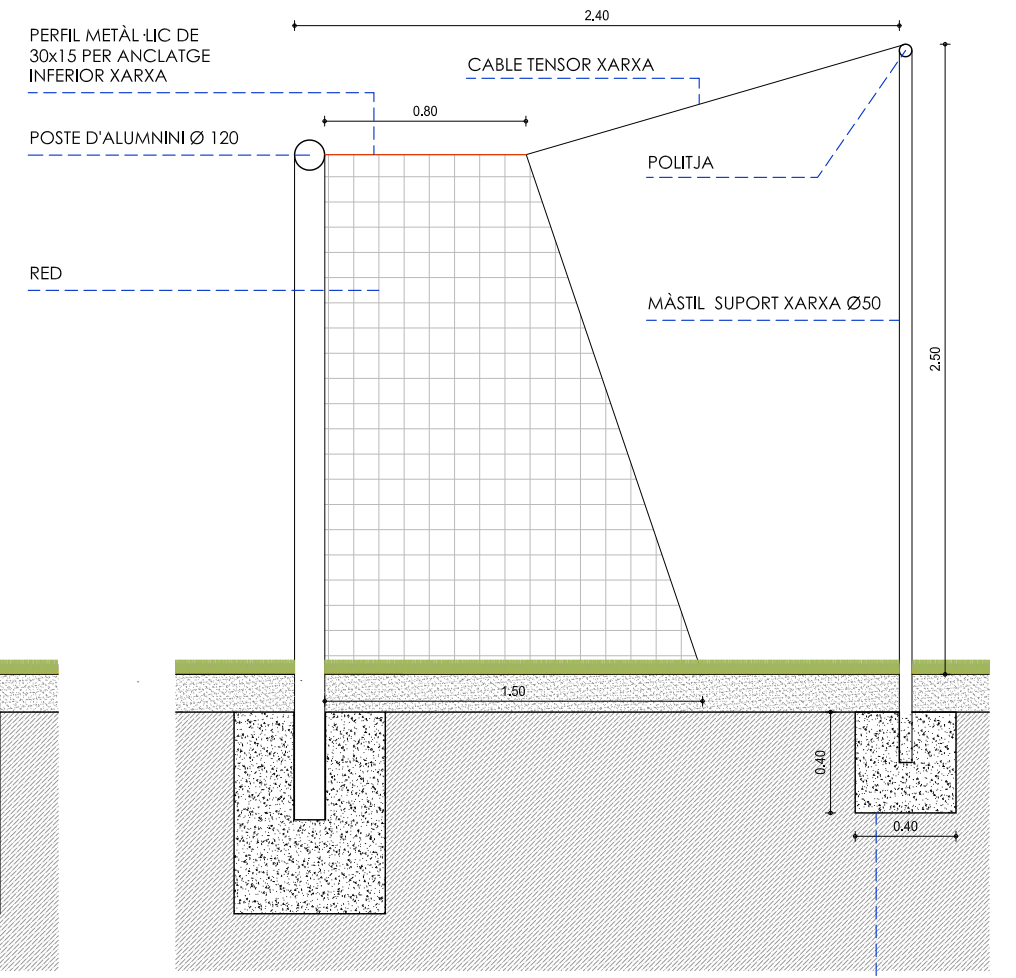 2.40
PERFIL METÀL·LIC DE
30x15 PER ANCLATGE
INFERIOR XARXA
CABLE TENSOR XARXA
0.80
POSTE D'ALUMNINI Ø 120
POLITJA
RED
MÀSTIL SUPORT XARXA Ø50
2.50
1.50
0.40
0.40